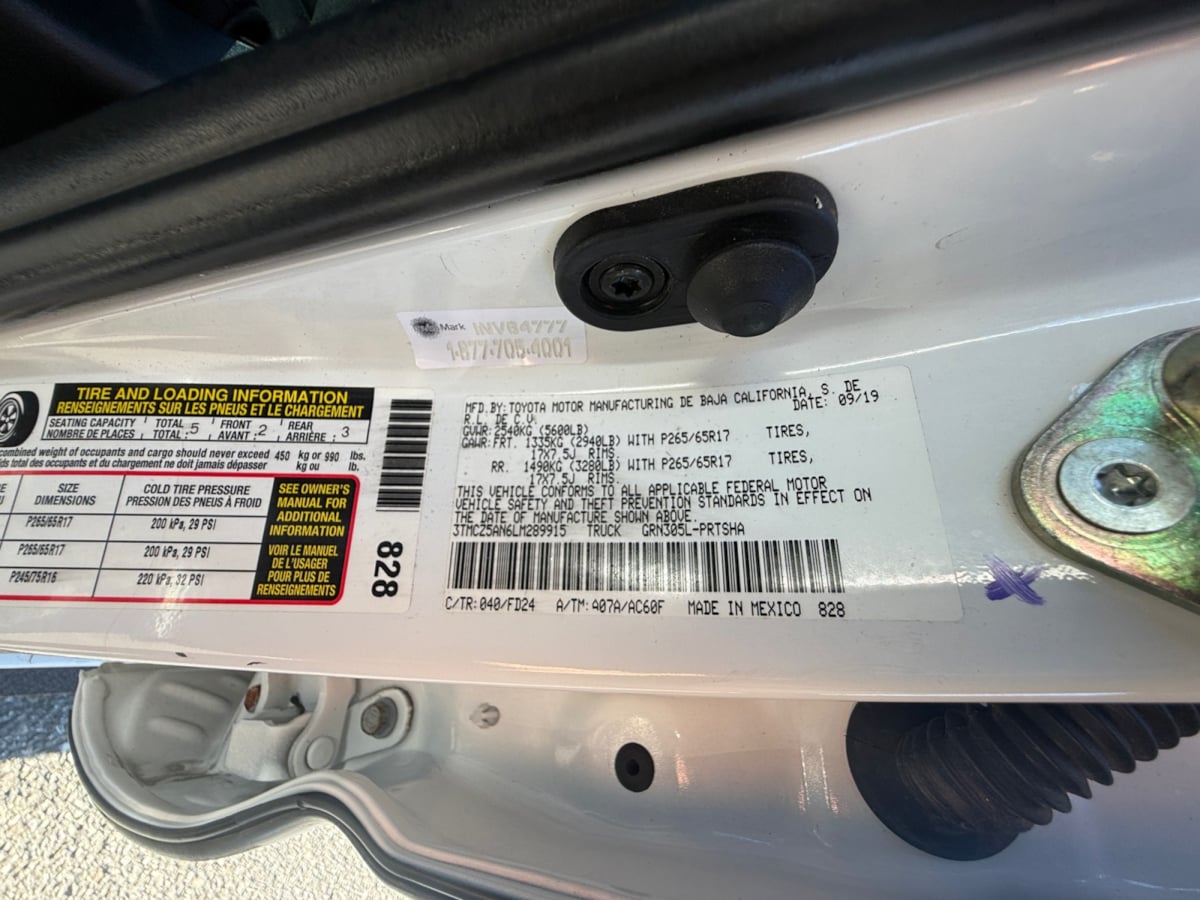 Mark INV84777
1-877-705-4001
TIRE AND LOADING INFORMATION
RENSEIGNEMENTS SUR LES PNEUS ET LE CHARGEMENT
SEATING CAPACITY TOTAL 5 FRONT 2 REAR 3
NOMBRE DE PLACES TOTAL: AVANT: ARRIÈRE:
combined weight of occupants and cargo should never exceed 450 kg or 990 lbs.
total des occupants et du chargement ne doit jamais dépasser kg ou lb.
SIZE COLD TIRE PRESSURE
DIMENSIONS PRESSION DES PNEUS À FROID
P265/65R17 200 kPa, 29 PSI
P265/65R17 200 kPa, 29 PSI
P245/75R16 220 kPa, 32 PSI
SEE OWNER'S
MANUAL FOR
ADDITIONAL
INFORMATION
VOIR LE MANUEL
DE L'USAGER
POUR PLUS DE
RENSEIGNEMENTS
828
MFD.BY:TOYOTA MOTOR MANUFACTURING DE BAJA CALIFORNIA, S. DE
R.L. DE C.V. DATE: 09/19
GVWR:2540KG (5600LB)
GAWR:FRT. 1335KG (2940LB) WITH P265/65R17 TIRES,
17X7.5J RIMS
RR. 1490KG (3280LB) WITH P265/65R17 TIRES,
17X7.5J RIMS
THIS VEHICLE CONFORMS TO ALL APPLICABLE FEDERAL MOTOR
VEHICLE SAFETY AND THEFT PREVENTION STANDARDS IN EFFECT ON
THE DATE OF MANUFACTURE SHOWN ABOVE.
3TMCZ5AN6LM289915 TRUCK GRN305L-PRTSHA
C/TR:040/FD24 A/TM:A07A/AC60F MADE IN MEXICO 828